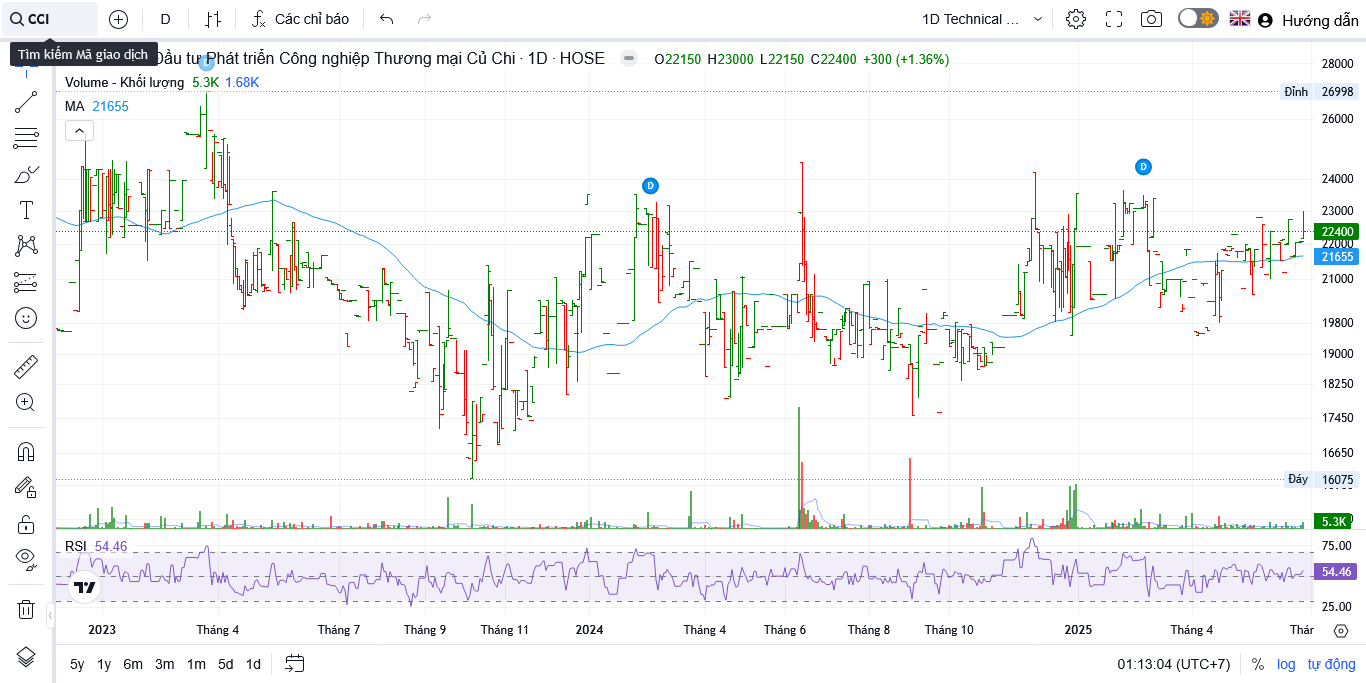 CCI
D
Các chỉ báo
1D Technical ...
Hướng dẫn
Tìm kiếm Mã giao dịch
Đầu tư Phát triển Công nghiệp Thương mại Củ Chi · 1D · HOSE
O22150 H23000 L22150 C22400 +300 (+1.36%)
Volume - Khối lượng 5.3K 1.68K
MA 21655
28000
Đỉnh 26998
26000
24000
23000
22400
22000
21655
21000
19800
19000
18250
17450
16650
Đáy 16075
5.3K
D
D
RSI 54.46
75.00
54.46
25.00
2023
Tháng 4
Tháng 7
Tháng 9
Tháng 11
2024
Tháng 4
Tháng 6
Tháng 8
Tháng 10
2025
Tháng 4
Thár
5y 1y 6m 3m 1m 5d 1d
01:13:04 (UTC+7)
% log tự động